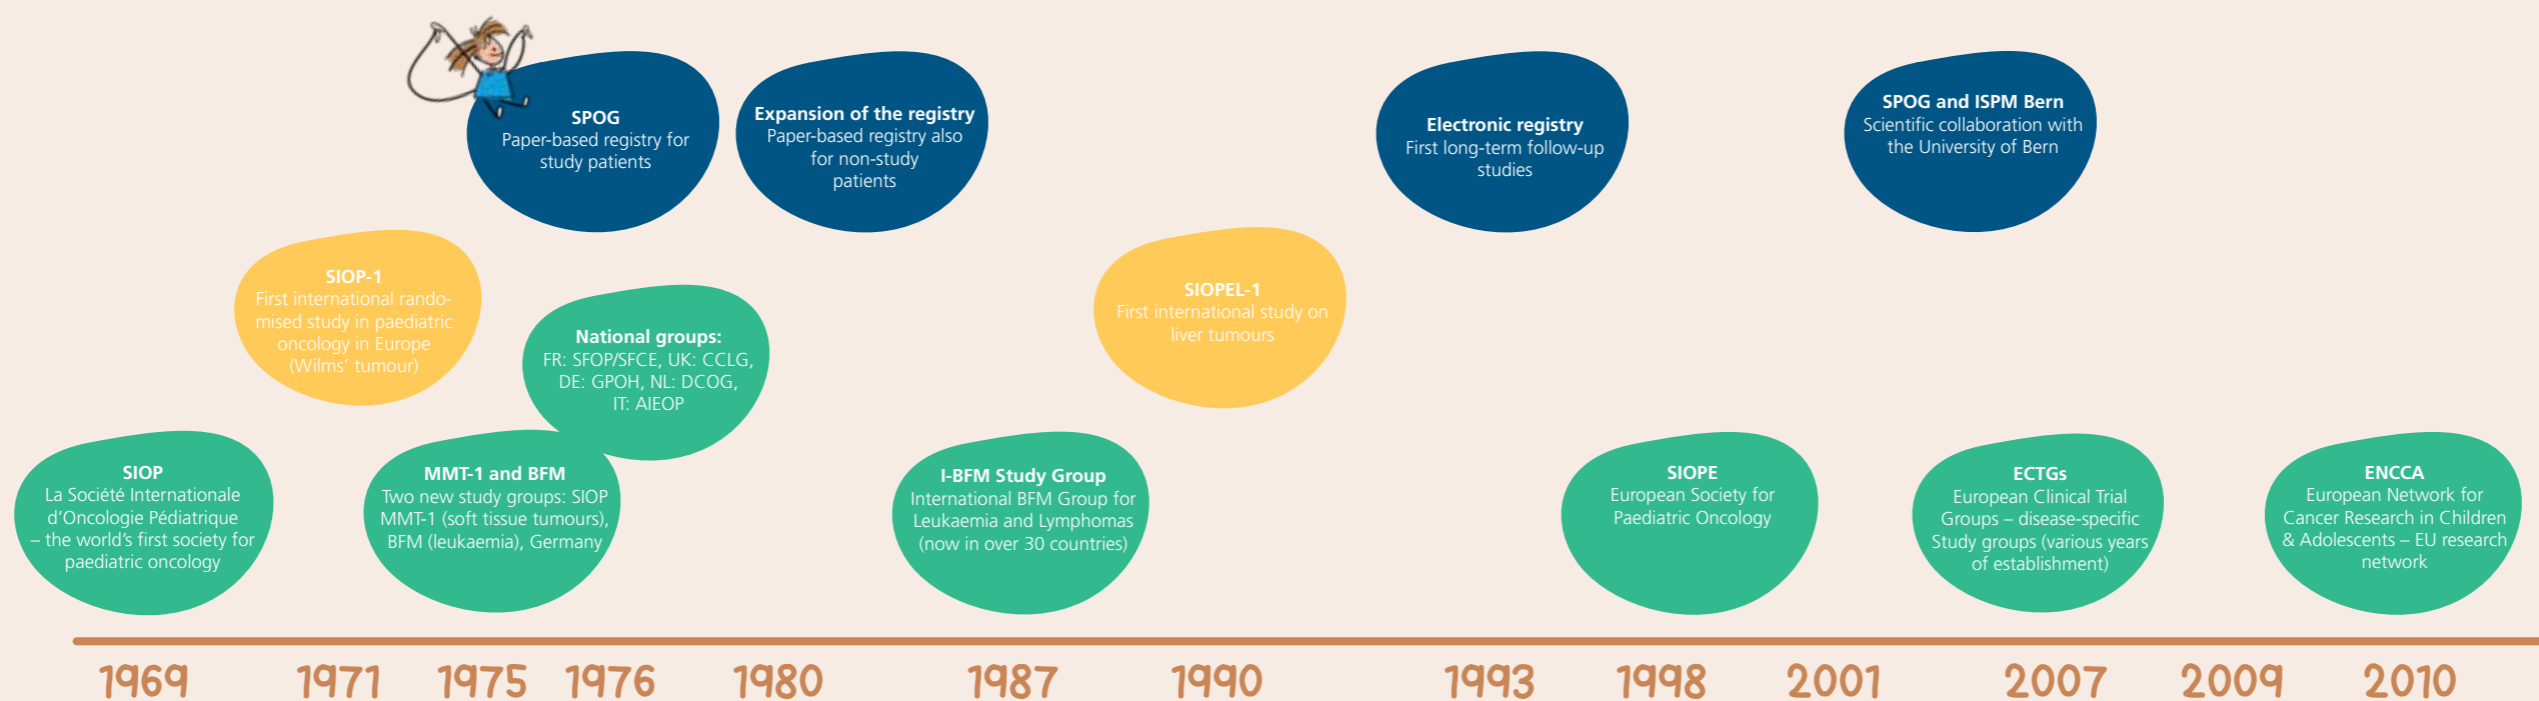 SPOG
Paper-based registry for
study patients
Expansion of the registry
Paper-based registry also
for non-study
patients
Electronic registry
First long-term follow-up
studies
SPOG and ISPM Bern
Scientific collaboration with
the University of Bern
SIOP-1
First international rando-
mised study in paediatric
oncology in Europe
(Wilms’ tumour)
National groups:
FR: SFOP/SFCE, UK: CCLG,
DE: GPOH, NL: DCOG,
IT: AIEOP
SIOPEL-1
First international study on
liver tumours
SIOP
La Société Internationale
d’Oncologie Pédiatrique
– the world’s first society for
paediatric oncology
MMT-1 and BFM
Two new study groups: SIOP
MMT-1 (soft tissue tumours),
BFM (leukaemia), Germany
I-BFM Study Group
International BFM Group for
Leukaemia and Lymphomas
(now in over 30 countries)
SIOPE
European Society for
Paediatric Oncology
ECTGs
European Clinical Trial
Groups – disease-specific
Study groups (various years
of establishment)
ENCCA
European Network for
Cancer Research in Children
& Adolescents – EU research
network
1969 1971 1975 1976 1980 1987 1990 1993 1998 2001 2007 2009 2010